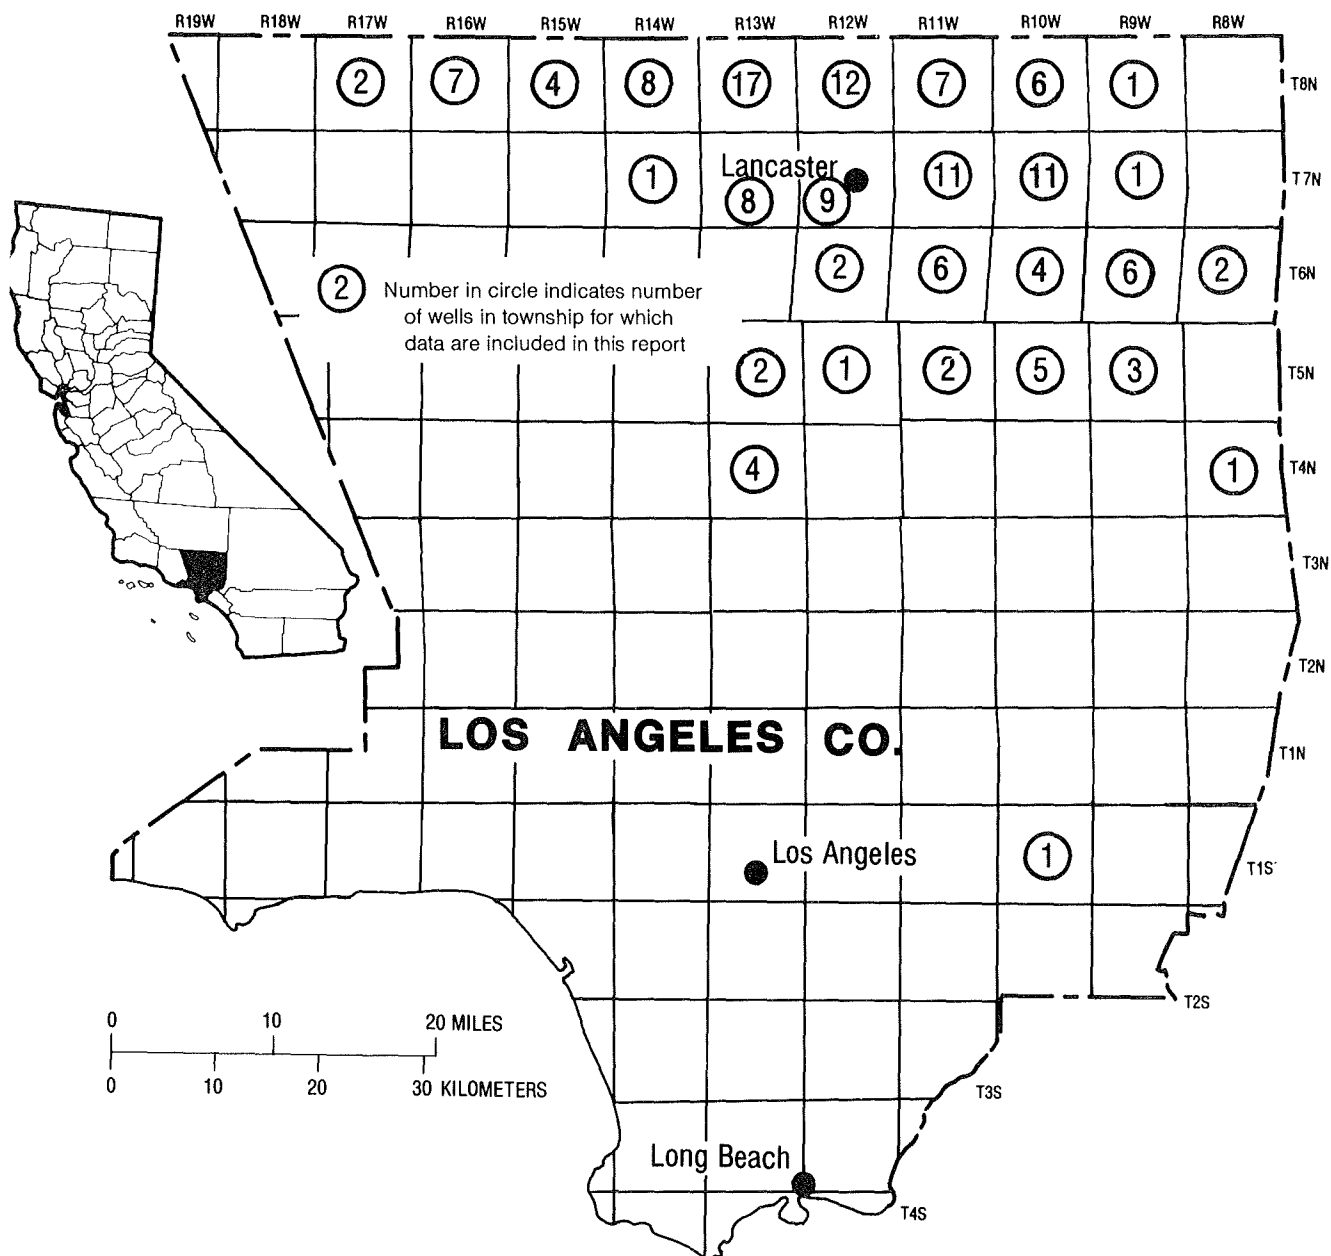 R19W R18W R17W R16W R15W R14W R13W R12W R11W R10W R9W R8W
2 7 4 8 17 12 7 6 1 T8N
Lancaster
1 8 9 11 11 1 T7N
2 6 4 6 2 T6N
2 Number in circle indicates number
of wells in township for which
data are included in this report
2 1 2 5 3 T5N
4 1 T4N
T3N
T2N
LOS ANGELES CO.
T1N
Los Angeles
1 T1S
T2S
0 10 20 MILES
0 10 20 30 KILOMETERS
T3S
Long Beach
T4S